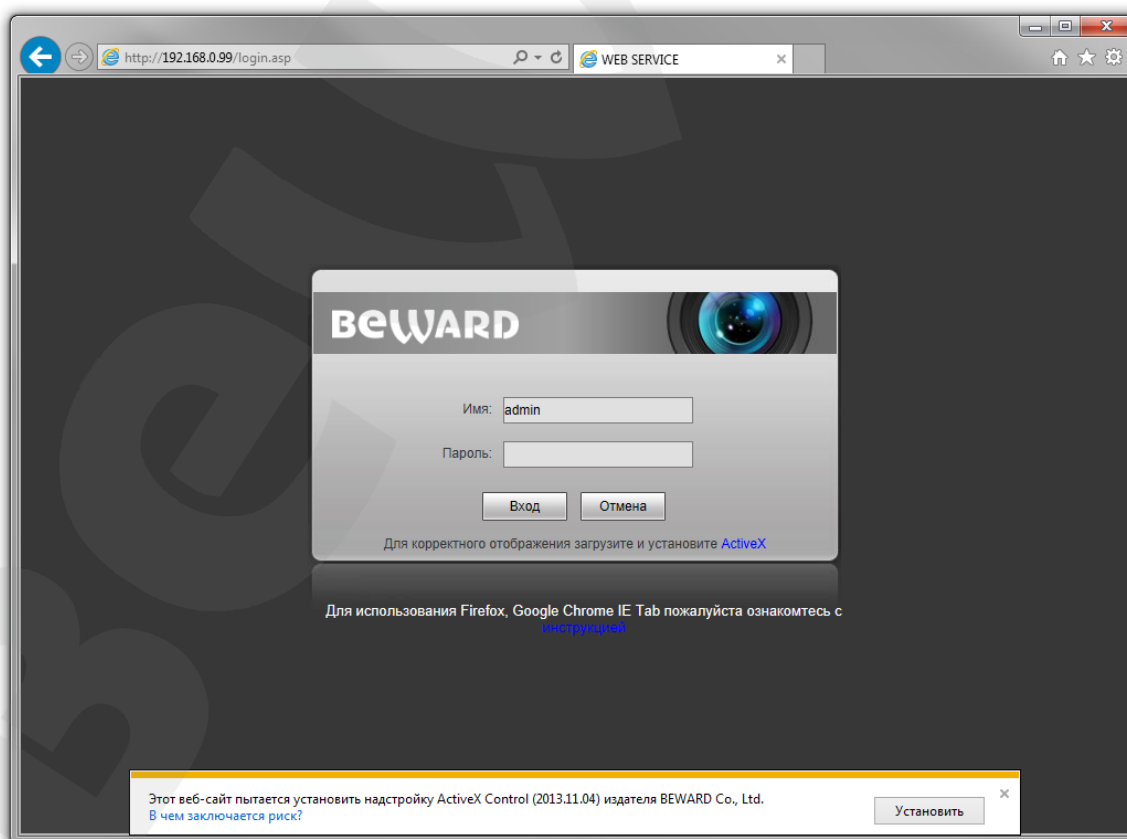 http://192.168.0.99/login.asp
WEB SERVICE
BEWARD
Имя: admin
Пароль:
Вход Отмена
Для корректного отображения загрузите и установите ActiveX
Для использования Firefox, Google Chrome IE Tab пожалуйста ознакомтесь с
инструкцией
Этот веб-сайт пытается установить надстройку ActiveX Control (2013.11.04) издателя BEWARD Co., Ltd.
В чем заключается риск?
Установить